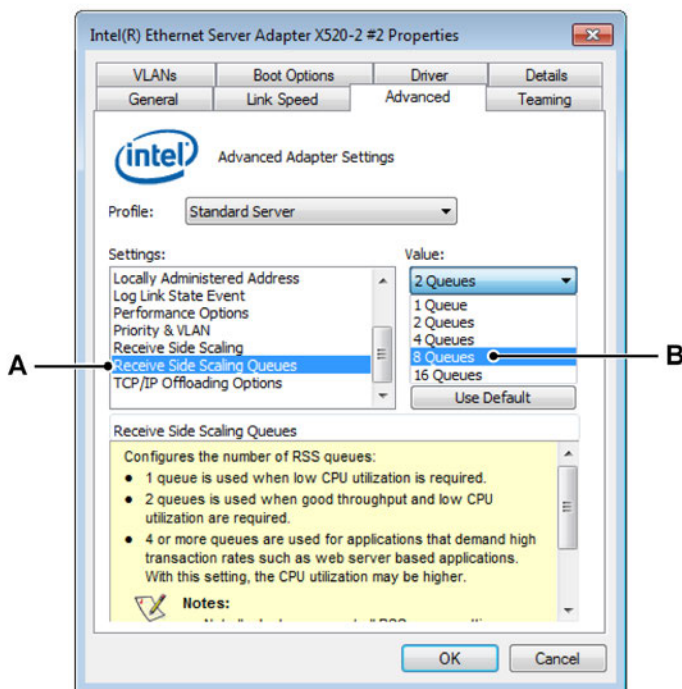 Intel(R) Ethernet Server Adapter X520-2 #2 Properties
VLANs Boot Options Driver Details
General Link Speed Advanced Teaming
intel Advanced Adapter Settings
Profile: Standard Server
Settings: Value:
Locally Administered Address
Log Link State Event
Performance Options
Priority & VLAN
Receive Side Scaling
Receive Side Scaling Queues
TCP/IP Offloading Options
2 Queues
1 Queue
2 Queues
4 Queues
8 Queues
16 Queues
Use Default
A
B
Receive Side Scaling Queues
Configures the number of RSS queues:
• 1 queue is used when low CPU utilization is required.
• 2 queues is used when good throughput and low CPU
utilization are required.
• 4 or more queues are used for applications that demand high
transaction rates such as web server based applications.
With this setting, the CPU utilization may be higher.
Notes:
OK Cancel